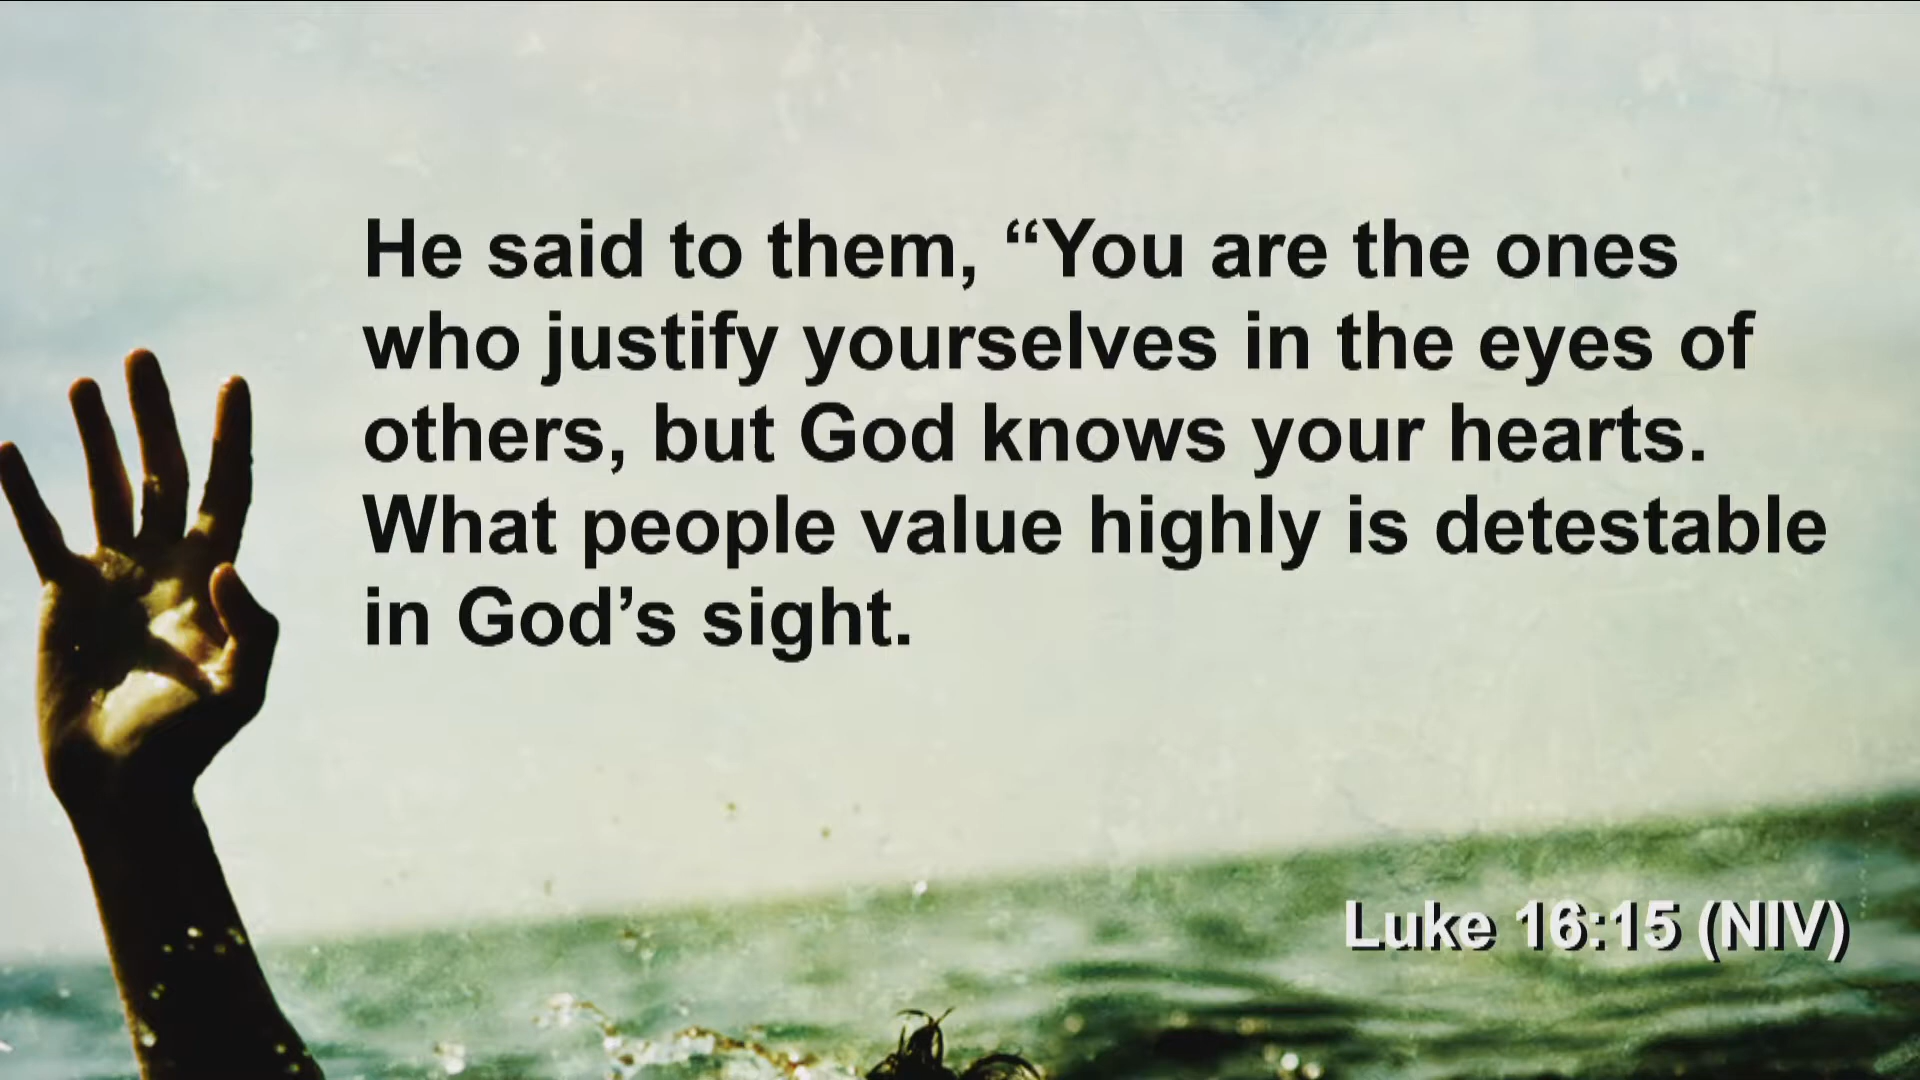 He said to them, “You are the ones
who justify yourselves in the eyes of
others, but God knows your hearts.
What people value highly is detestable
in God’s sight.
Luke 16:15 (NIV)